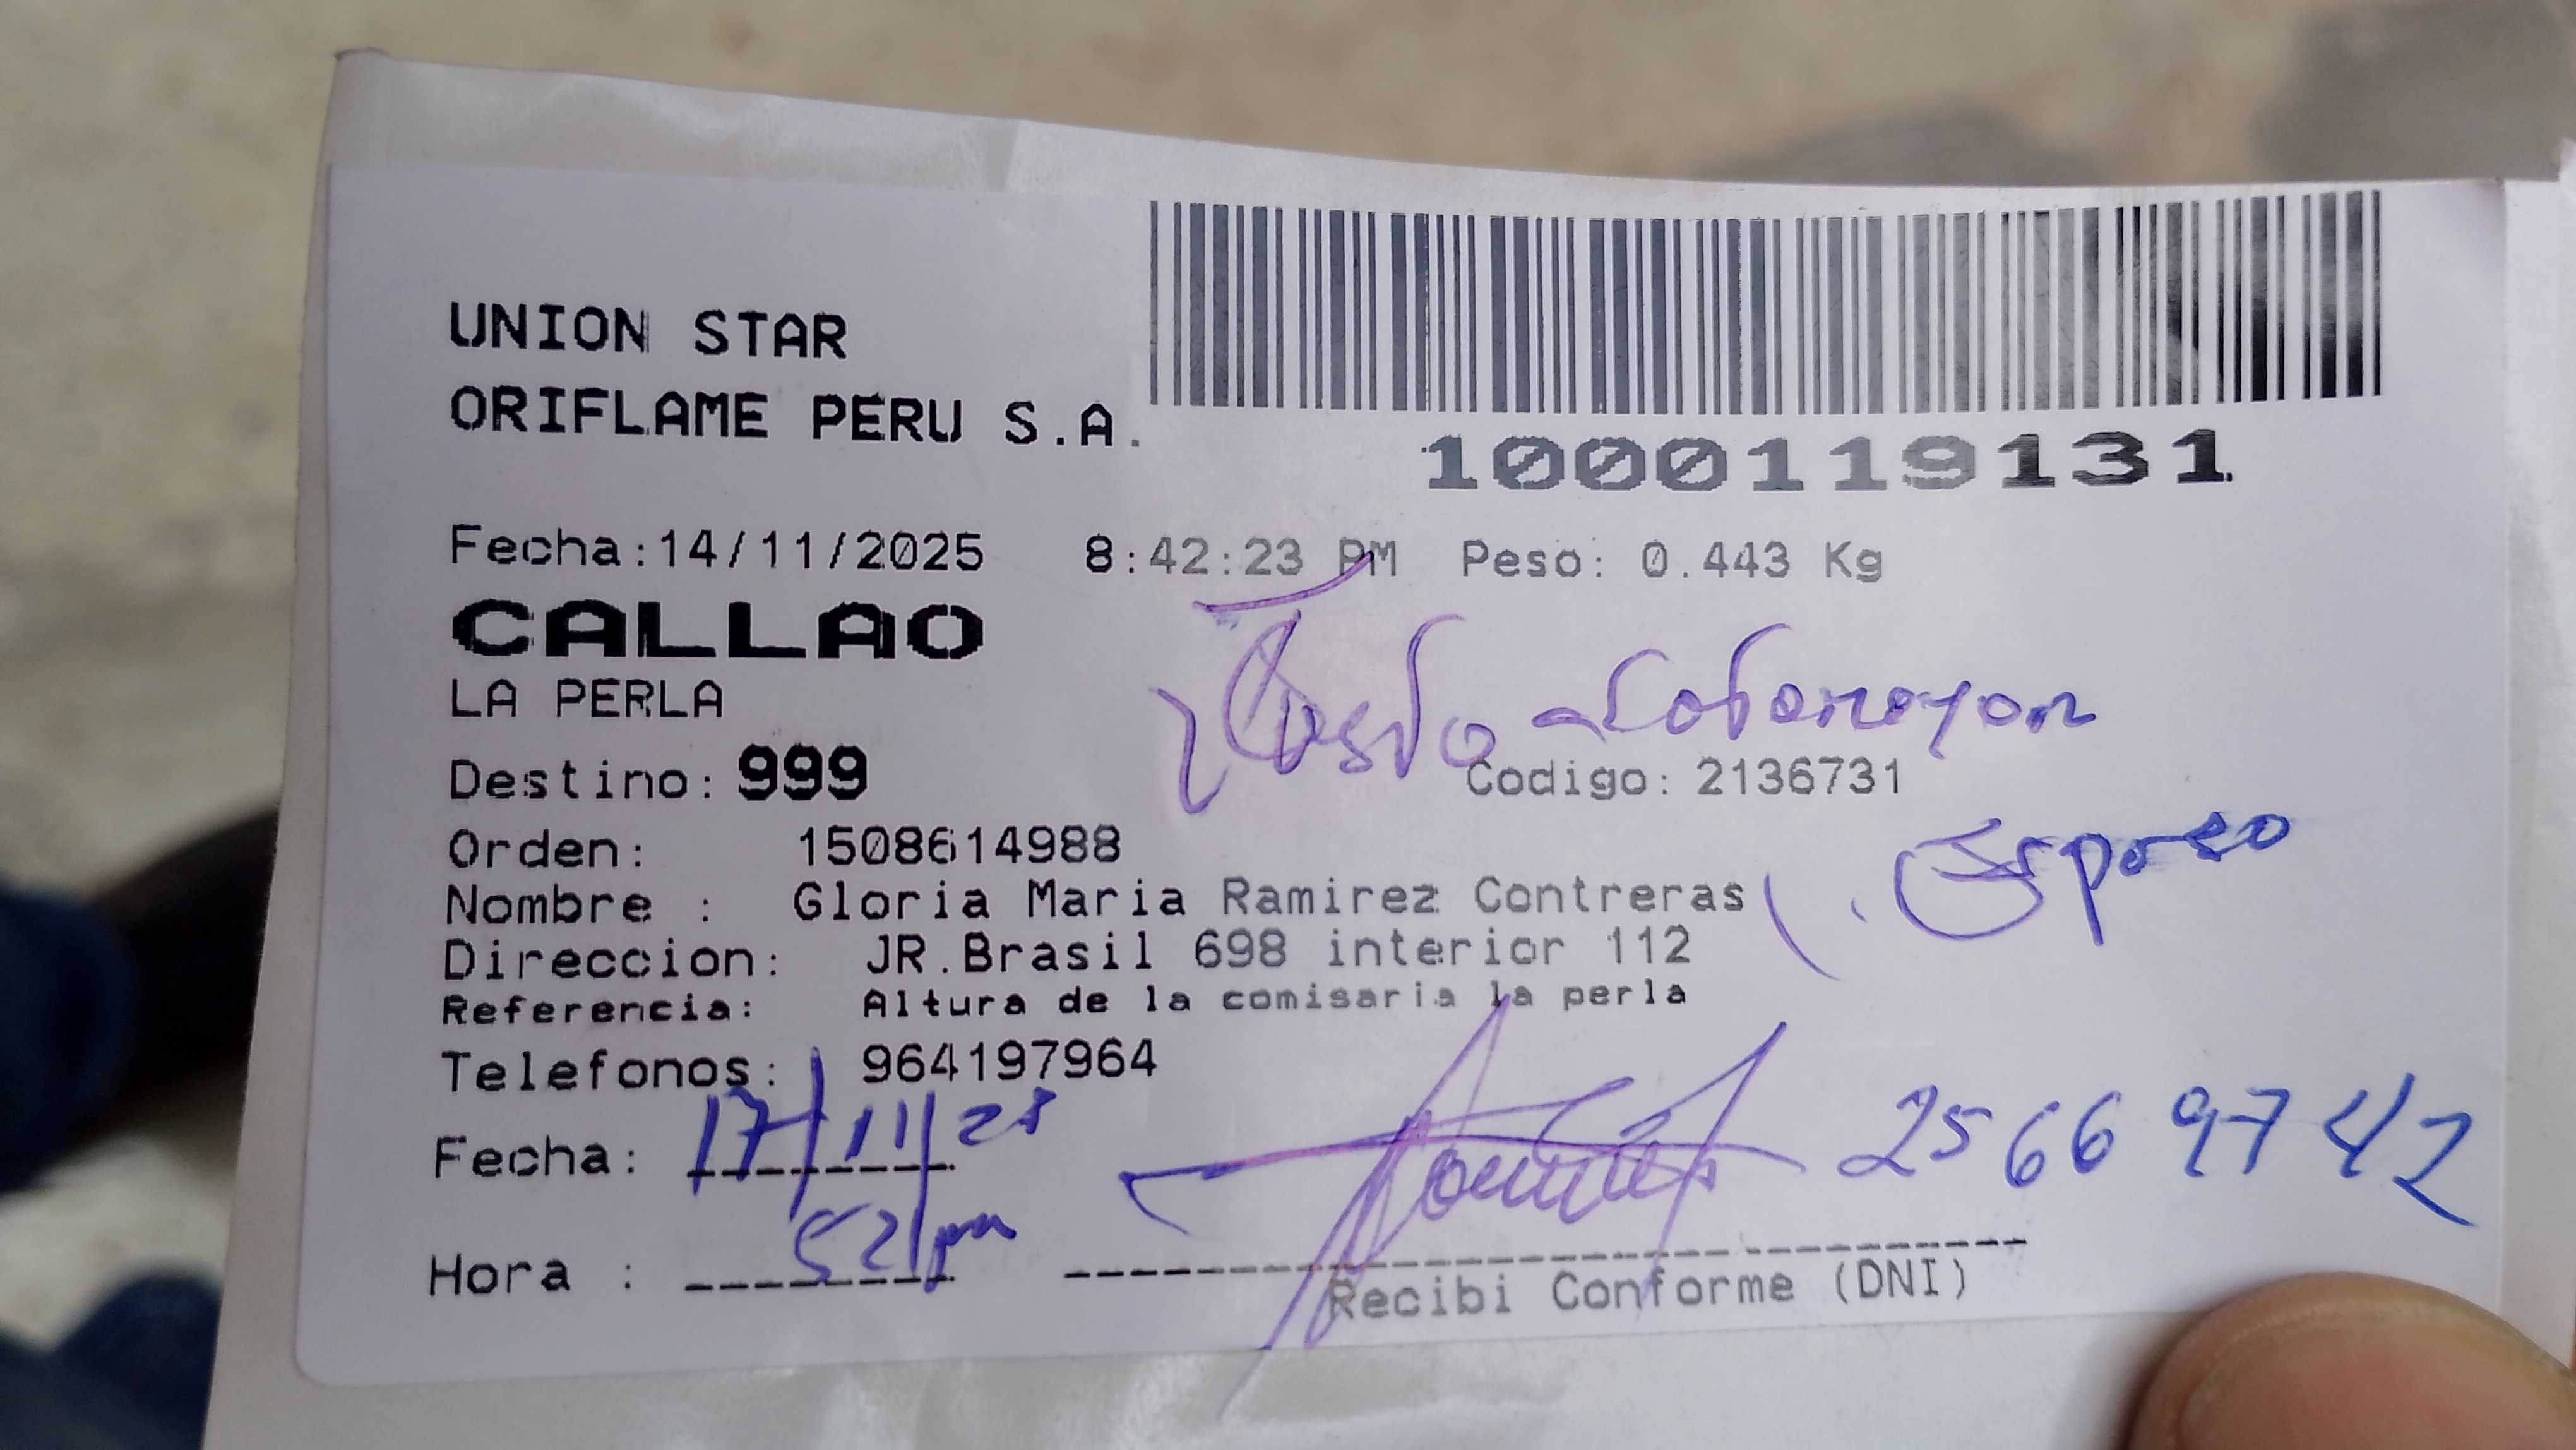 UNION STAR
ORIFLAME PERU S.A.
1000119131
Fecha:14/11/2025 8:42:23 PM Peso: 0.443 Kg
CALLAO
LA PERLA
Destino: 999
Codigo: 2136731
Esposo
Orden: 1508614988
Nombre : Gloria Maria Ramirez Contreras
Direccion: JR.Brasil 698 interior 112
Referencia: Altura de la comisaria la perla
Telefonos: 964197964
Fecha: 17/11/25
25669742
Hora :
Recibi Conforme (DNI)